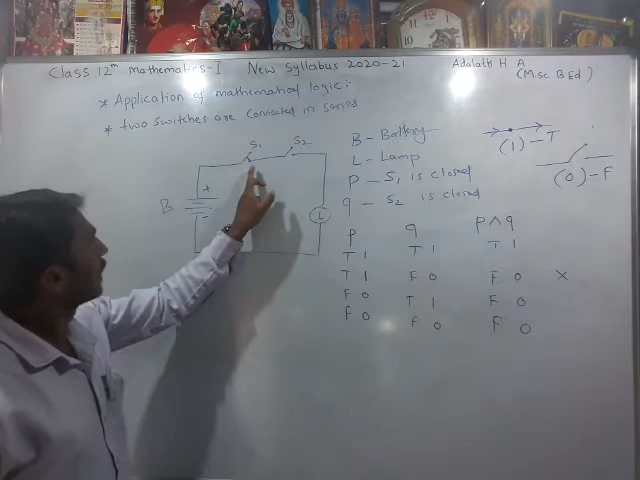 Class 12th Mathematics-I New Syllabus 2020-21 Adalath H A
(M.Sc B Ed)
* Application of mathematical logic:-
* two switches are connected in series
S1 S2
B + - L
B - Battery
L - Lamp
p - S1 is closed
q - S2 is closed
(1) - T
(0) - F
p q p∧q
T 1 T 1 T 1
T 1 F 0 F 0 X
F 0 T 1 F 0
F 0 F 0 F 0